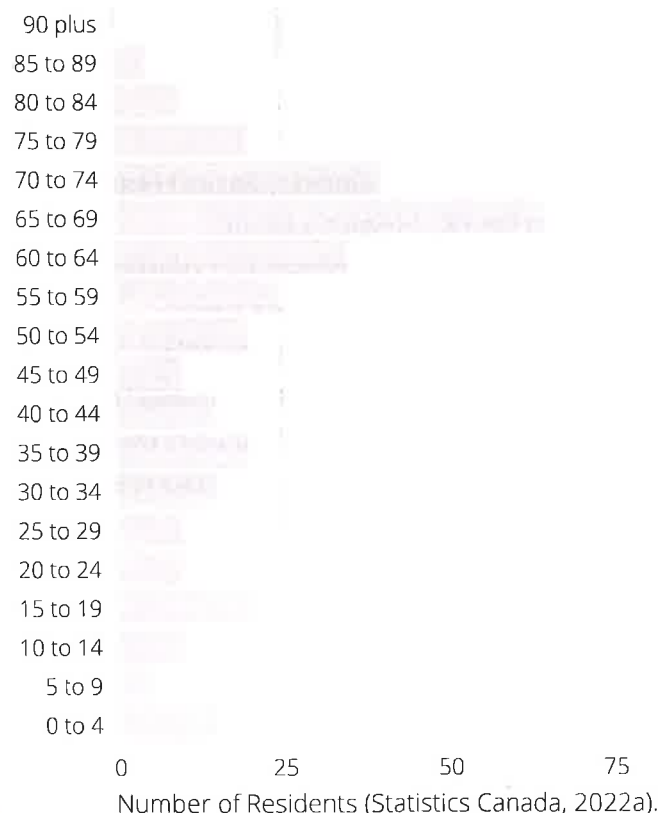 90 plus
85 to 89
80 to 84
75 to 79
70 to 74
65 to 69
60 to 64
55 to 59
50 to 54
45 to 49
40 to 44
35 to 39
30 to 34
25 to 29
20 to 24
15 to 19
10 to 14
5 to 9
0 to 4
0 25 50 75
Number of Residents (Statistics Canada, 2022a).